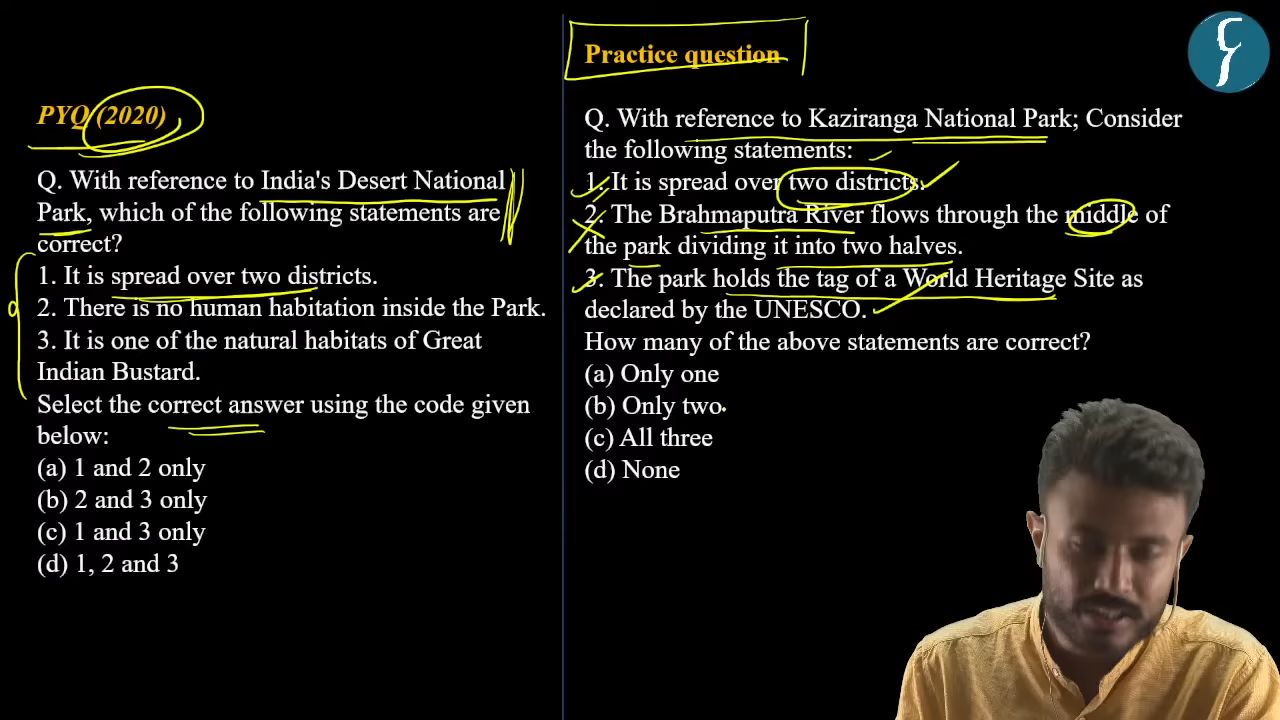 PYQ (2020)
Q. With reference to India's Desert National
Park, which of the following statements are
correct?
1. It is spread over two districts.
2. There is no human habitation inside the Park.
3. It is one of the natural habitats of Great
Indian Bustard.
Select the correct answer using the code given
below:
(a) 1 and 2 only
(b) 2 and 3 only
(c) 1 and 3 only
(d) 1, 2 and 3
Practice question
Q. With reference to Kaziranga National Park; Consider
the following statements:
1. It is spread over two districts.
2. The Brahmaputra River flows through the middle of
the park dividing it into two halves.
3. The park holds the tag of a World Heritage Site as
declared by the UNESCO.
How many of the above statements are correct?
(a) Only one
(b) Only two
(c) All three
(d) None